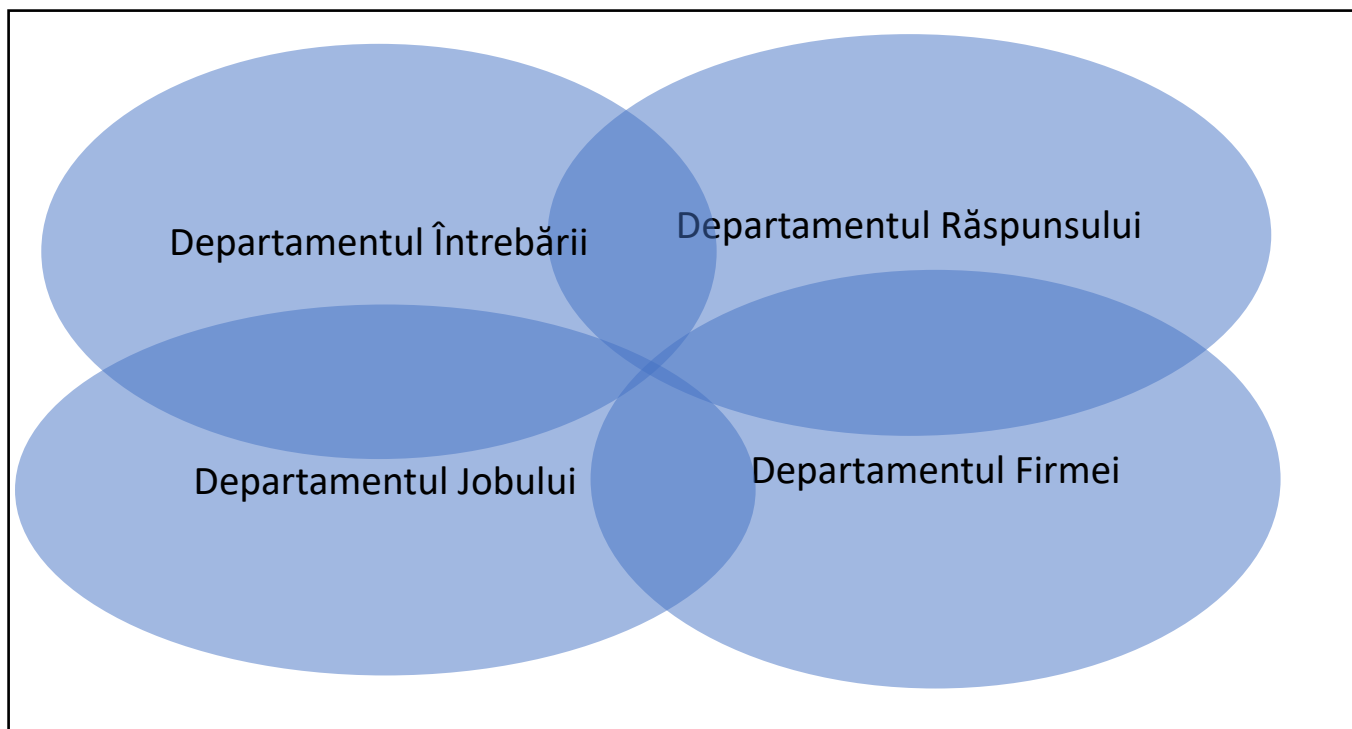 Departamentul Întrebării
Departamentul Răspunsului
Departamentul Jobului
Departamentul Firmei